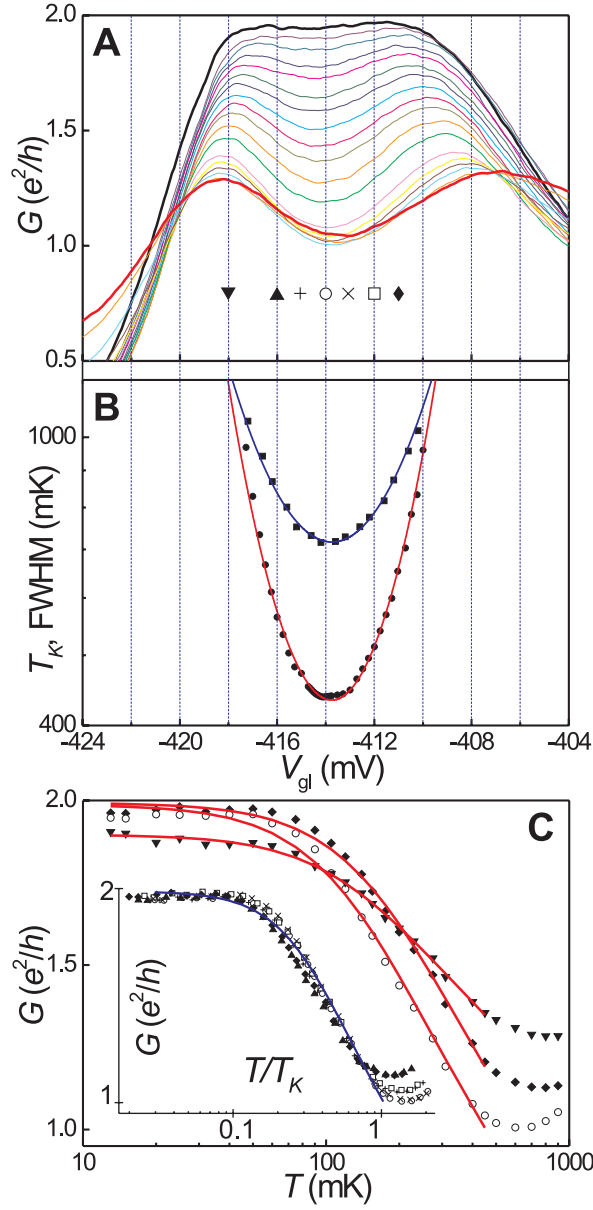 A
2.0
1.5
1.0
0.5
G (e²/h)
B
1000
400
T_K, FWHM (mK)
−424
−420
−416
−412
−408
−404
V_gl (mV)
C
2.0
1.5
1.0
G (e²/h)
2
1
G (e²/h)
T/T_K
0.1
1
10
100
1000
T (mK)